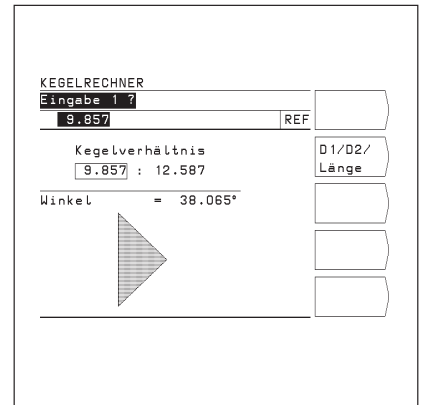 KEGELRECHNER
Eingabe 1 ?
9.857
REF
Kegelverhältnis
9.857 : 12.587
Winkel = 38.065°
D1/D2/
Länge